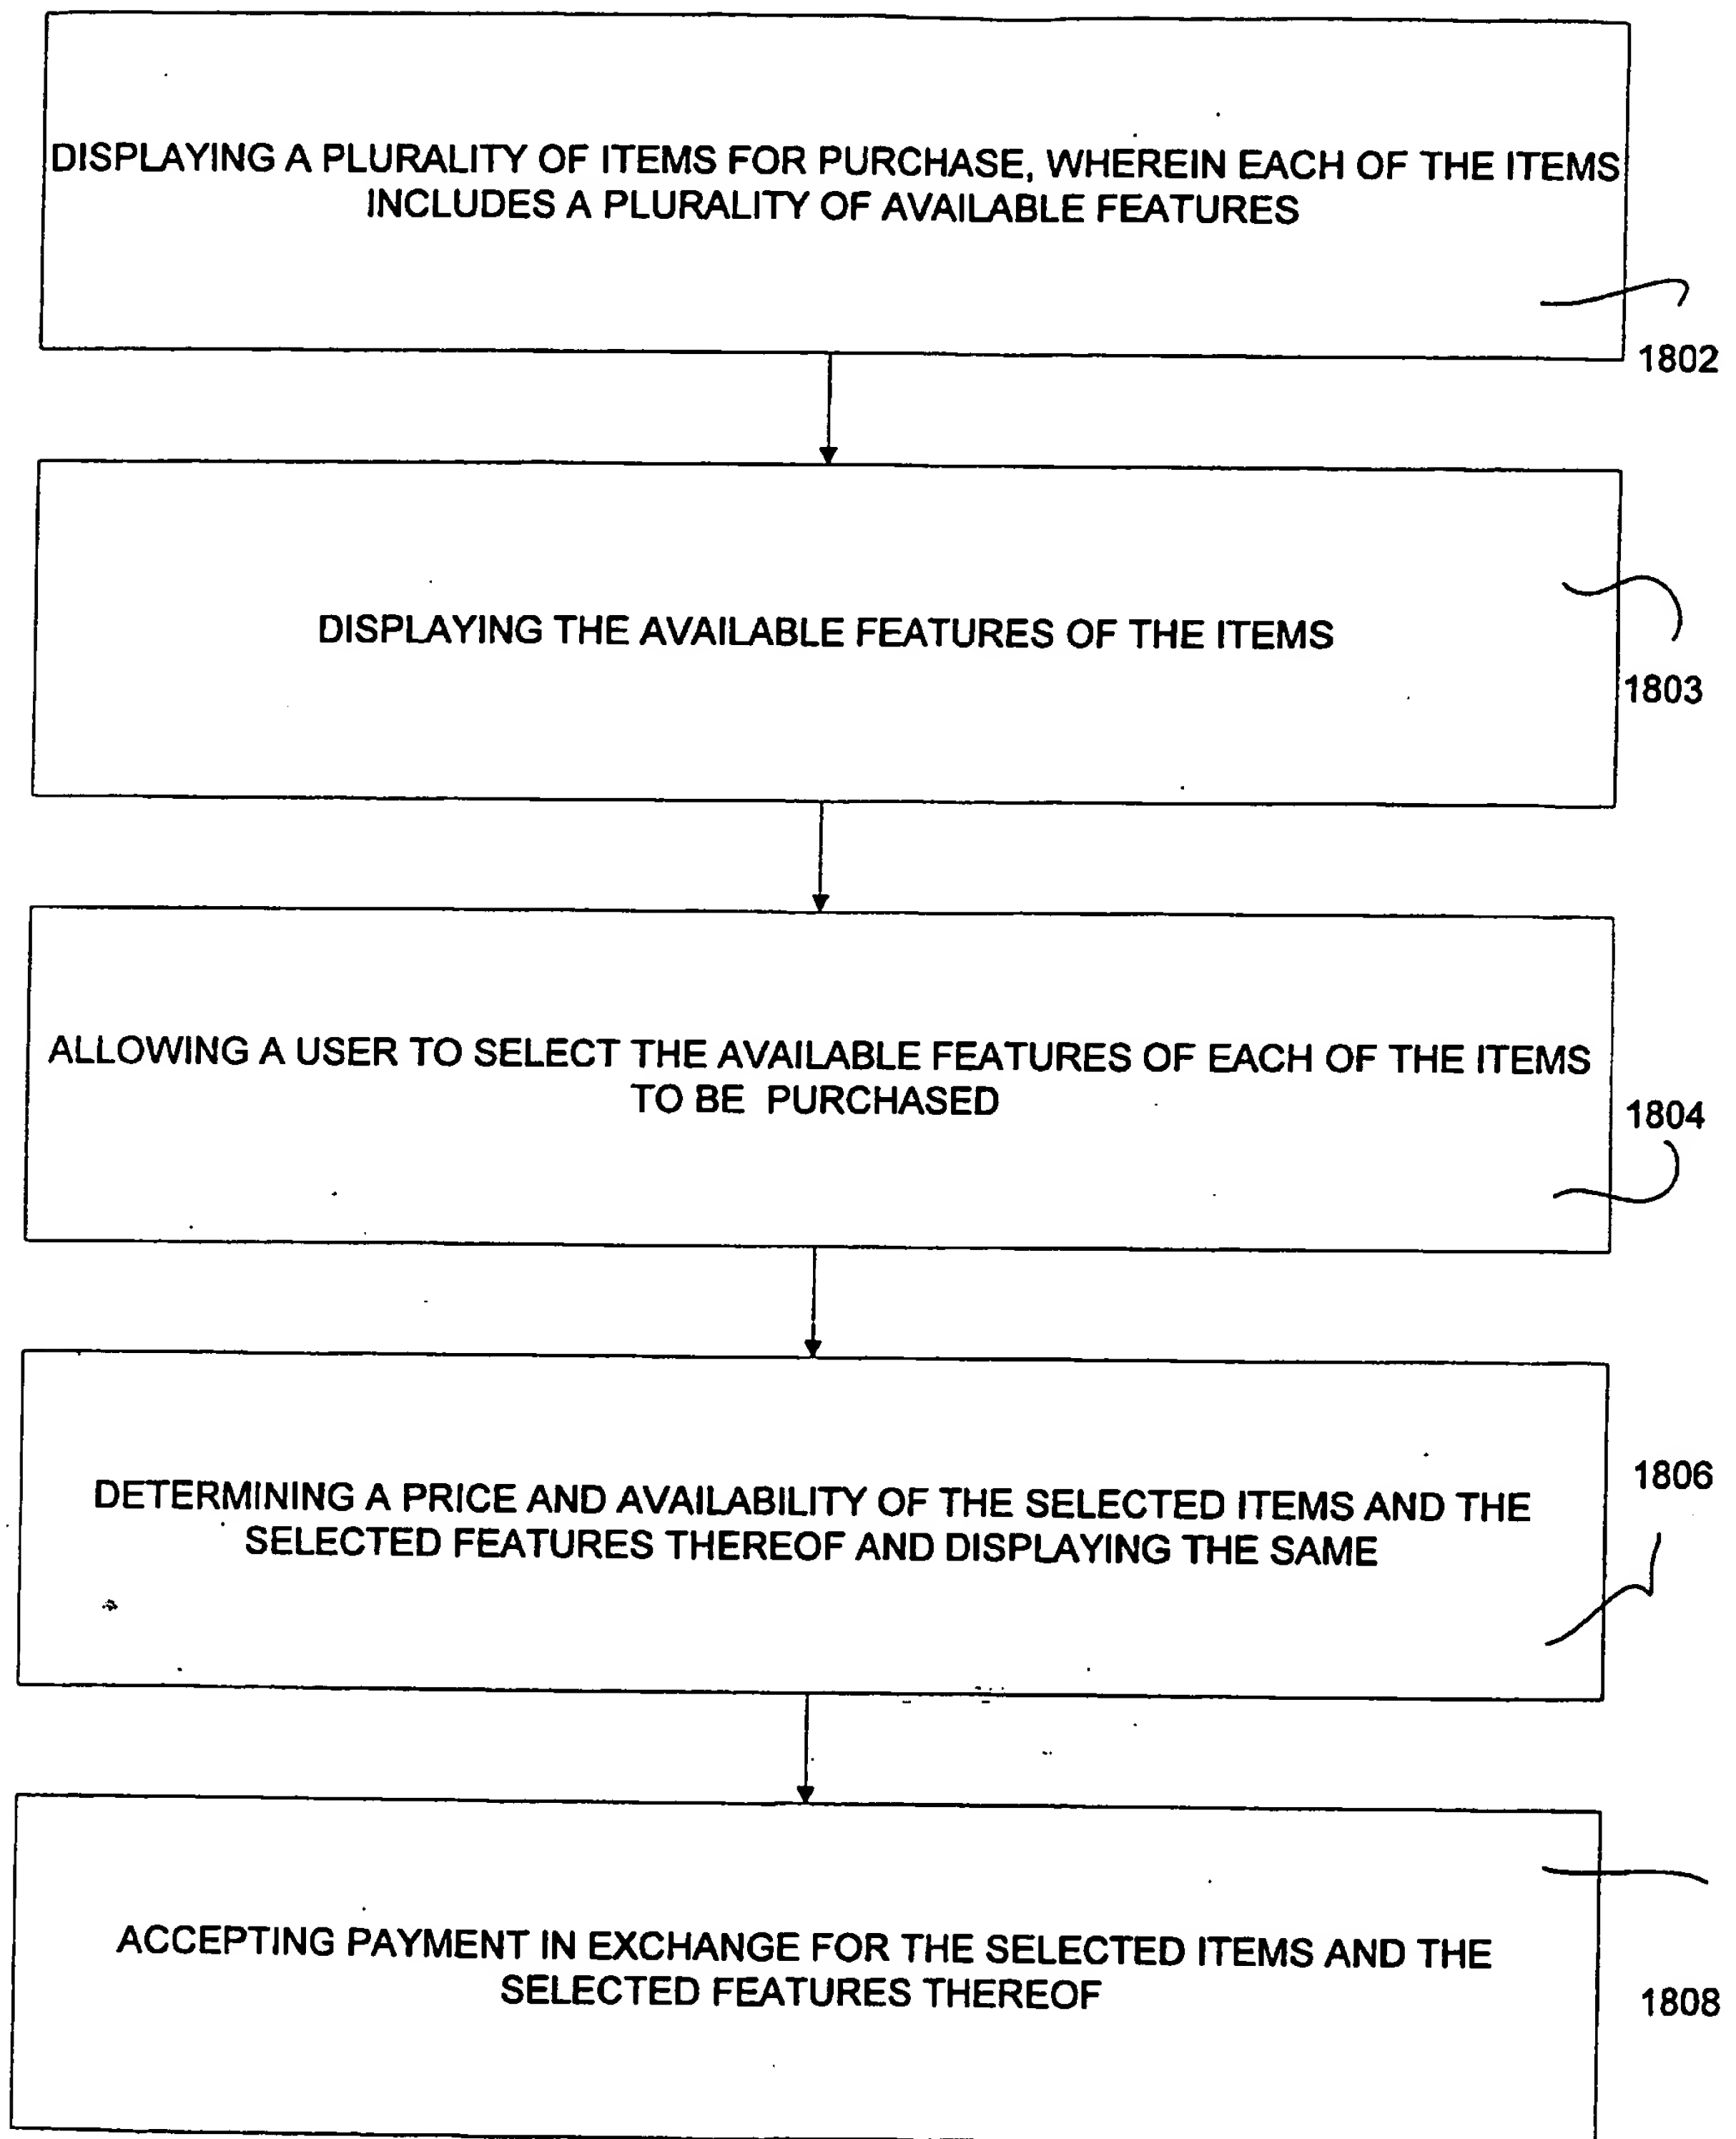 DISPLAYING A PLURALITY OF ITEMS FOR PURCHASE, WHEREIN EACH OF THE ITEMS
INCLUDES A PLURALITY OF AVAILABLE FEATURES
1802
DISPLAYING THE AVAILABLE FEATURES OF THE ITEMS
1803
ALLOWING A USER TO SELECT THE AVAILABLE FEATURES OF EACH OF THE ITEMS
TO BE PURCHASED
1804
DETERMINING A PRICE AND AVAILABILITY OF THE SELECTED ITEMS AND THE
SELECTED FEATURES THEREOF AND DISPLAYING THE SAME
1806
ACCEPTING PAYMENT IN EXCHANGE FOR THE SELECTED ITEMS AND THE
SELECTED FEATURES THEREOF
1808